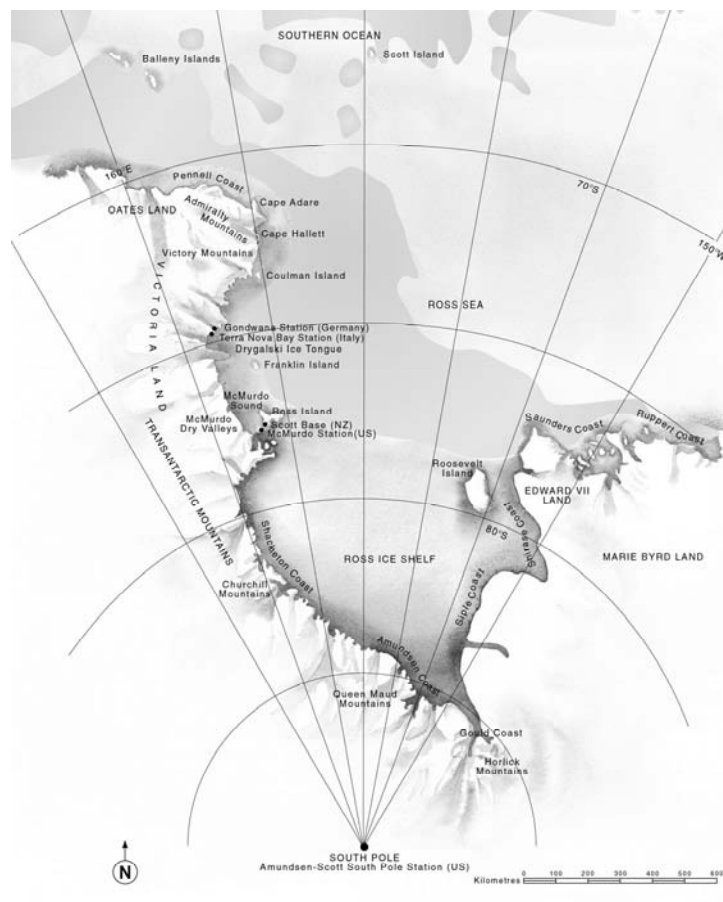 SOUTHERN OCEAN
Balleny Islands
Scott Island
160°E
Pennell Coast
70°S
OATES LAND
Admiralty
Mountains
Cape Adare
Cape Hallett
150°W
Victory Mountains
Coulman Island
VICTORIA LAND
ROSS SEA
Gondwana Station (Germany)
Terra Nova Bay Station (Italy)
Drygalski Ice Tongue
Franklin Island
McMurdo
Sound
Ross Island
McMurdo
Dry Valleys
Scott Base (NZ)
McMurdo Station(US)
Saunders Coast
Ruppert Coast
TRANSANTARCTIC MOUNTAINS
Roosevelt
Island
EDWARD VII
LAND
80°S
Shirase Coast
Shackleton Coast
ROSS ICE SHELF
MARIE BYRD LAND
Churchill
Mountains
Siple Coast
Amundsen Coast
Queen Maud
Mountains
Gould Coast
Horlick
Mountains
SOUTH POLE
Amundsen-Scott South Pole Station (US)
N
Kilometres
0 100 200 300 400 500 600